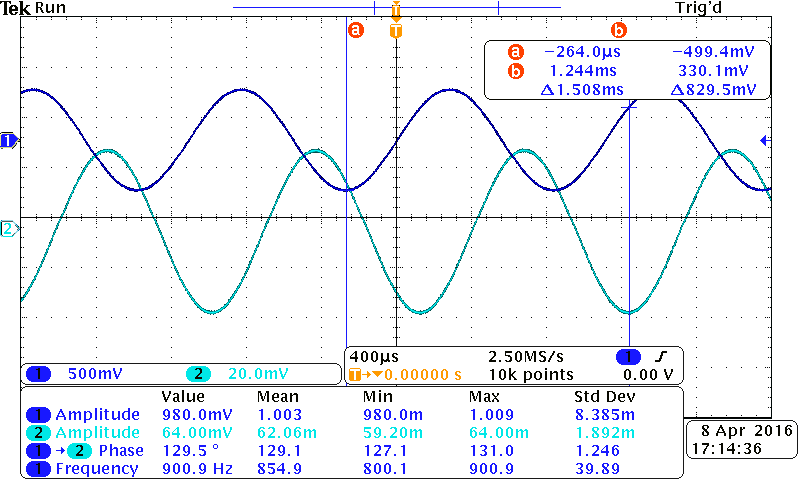 Tek Run Trig'd
T
a T b
a −264.0µs −499.4mV
b 1.244ms 330.1mV
Δ1.508ms Δ829.5mV
1
2
400µs 2.50MS/s 1
1 500mV 2 20.0mV T→▼0.00000 s 10k points 0.00 V
Value Mean Min Max Std Dev
1 Amplitude 980.0mV 1.003 980.0m 1.009 8.385m
2 Amplitude 64.00mV 62.06m 59.20m 64.00m 1.892m
1 → 2 Phase 129.5 ° 129.1 127.1 131.0 1.246
1 Frequency 900.9 Hz 854.9 800.1 900.9 39.89
8 Apr 2016
17:14:36